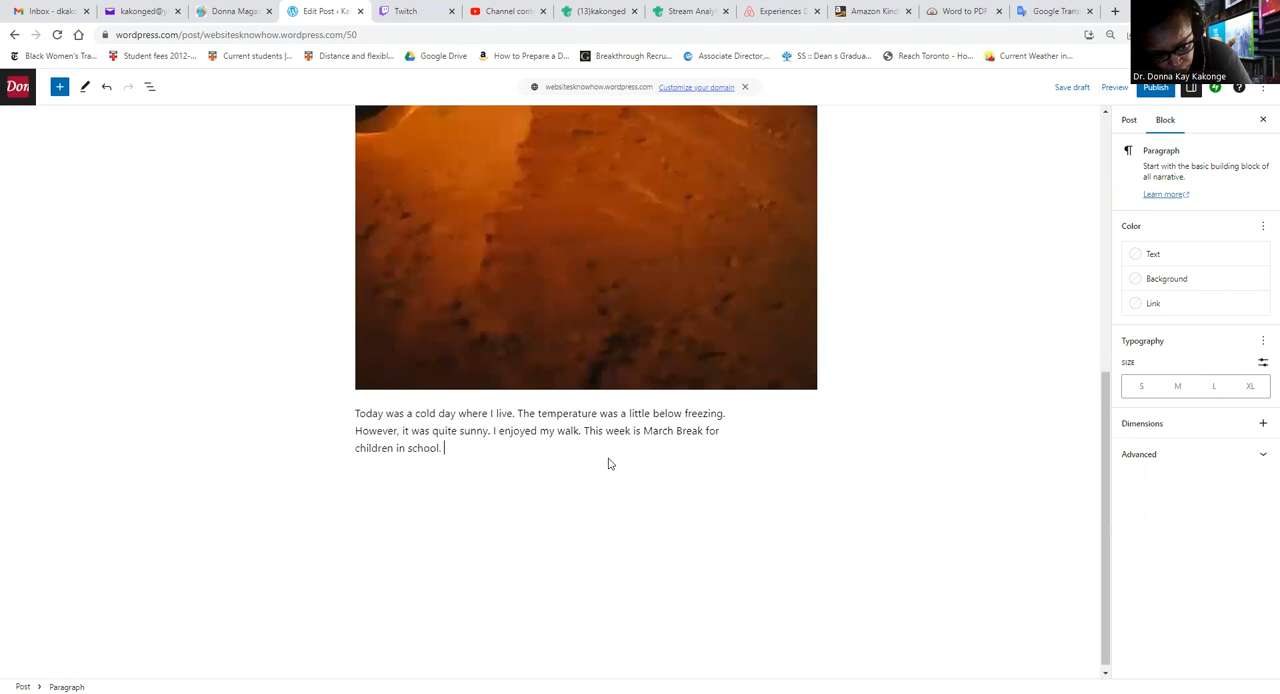 Inbox - dkako
kakonged@y
Donna Maga
Edit Post ‹ Ka
Twitch
Channel cont
(13)kakonged
Stream Analy
Experiences D
Amazon Kind
Word to PDF
Google Trans
wordpress.com/post/websitesknowhow.wordpress.com/50
Black Women's Tra...
Student fees 2012-...
Current students |...
Distance and flexibl...
Google Drive
Breakthrough Recru...
How to Prepare a D...
Associate Director,...
SS :: Dean s Gradua...
Reach Toronto - Ho...
Current Weather in...
Dr. Donna Kay Kakonge
Don
websitesknowhow.wordpress.com
Customize your domain
Save draft
Preview
Publish
Post
Block
Paragraph
Start with the basic building block of
all narrative.
Learn more
Color
Text
Background
Link
Typography
SIZE
S M L XL
Dimensions
Advanced
Today was a cold day where I live. The temperature was a little below freezing.
However, it was quite sunny. I enjoyed my walk. This week is March Break for
children in school.
Post > Paragraph